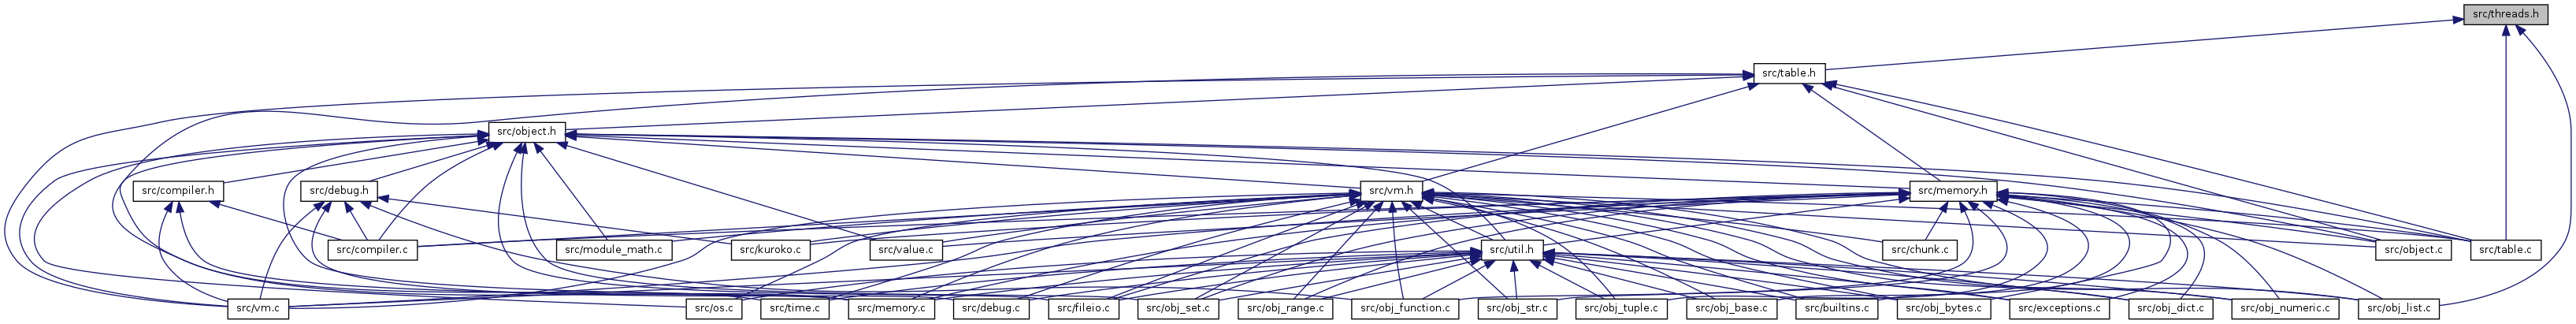 src/threads.h
src/table.h
src/object.h
src/compiler.h
src/debug.h
src/vm.h
src/memory.h
src/compiler.c
src/module_math.c
src/kuroko.c
src/value.c
src/util.h
src/chunk.c
src/object.c
src/table.c
src/vm.c
src/os.c
src/time.c
src/memory.c
src/debug.c
src/fileio.c
src/obj_set.c
src/obj_range.c
src/obj_function.c
src/obj_str.c
src/obj_tuple.c
src/obj_base.c
src/builtins.c
src/obj_bytes.c
src/exceptions.c
src/obj_dict.c
src/obj_numeric.c
src/obj_list.c